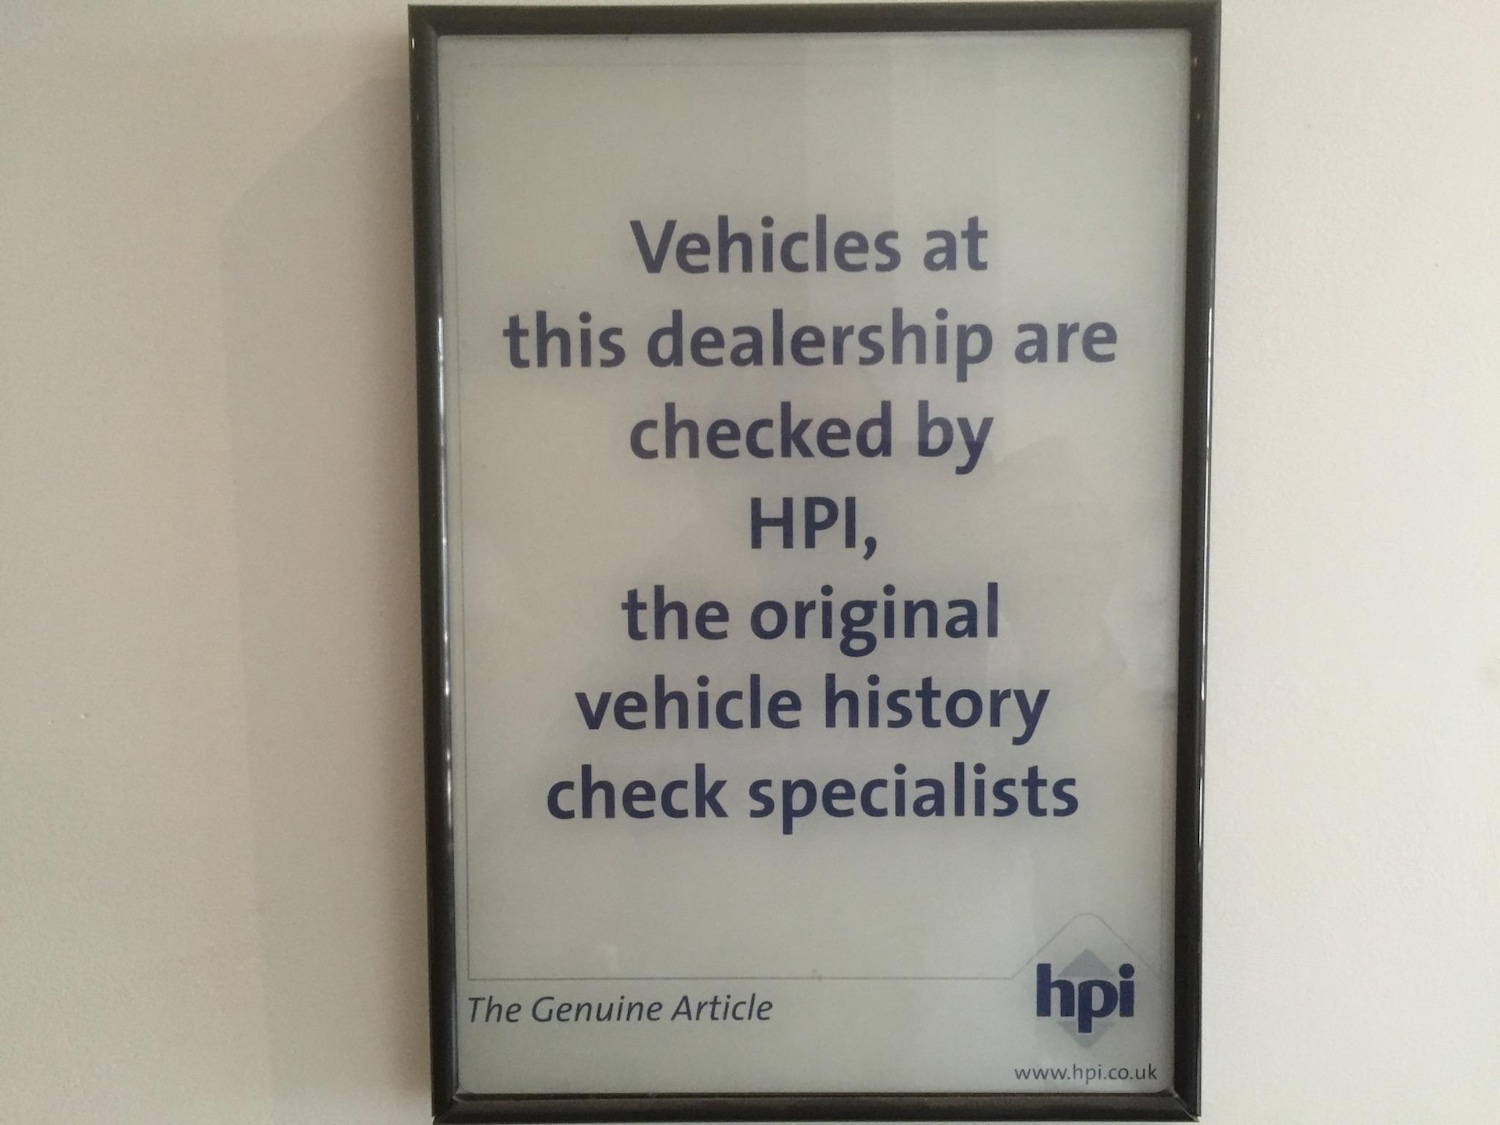 Vehicles at
this dealership are
checked by
HPI,
the original
vehicle history
check specialists
The Genuine Article
hpi
www.hpi.co.uk